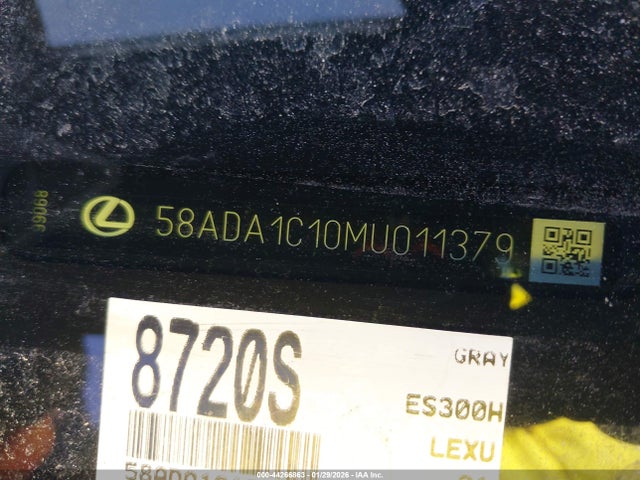 58ADA1C10MU011379
8720S
GRAY
ES300H
LEXU
000-44266863 - 01/29/2026 - IAA Inc.